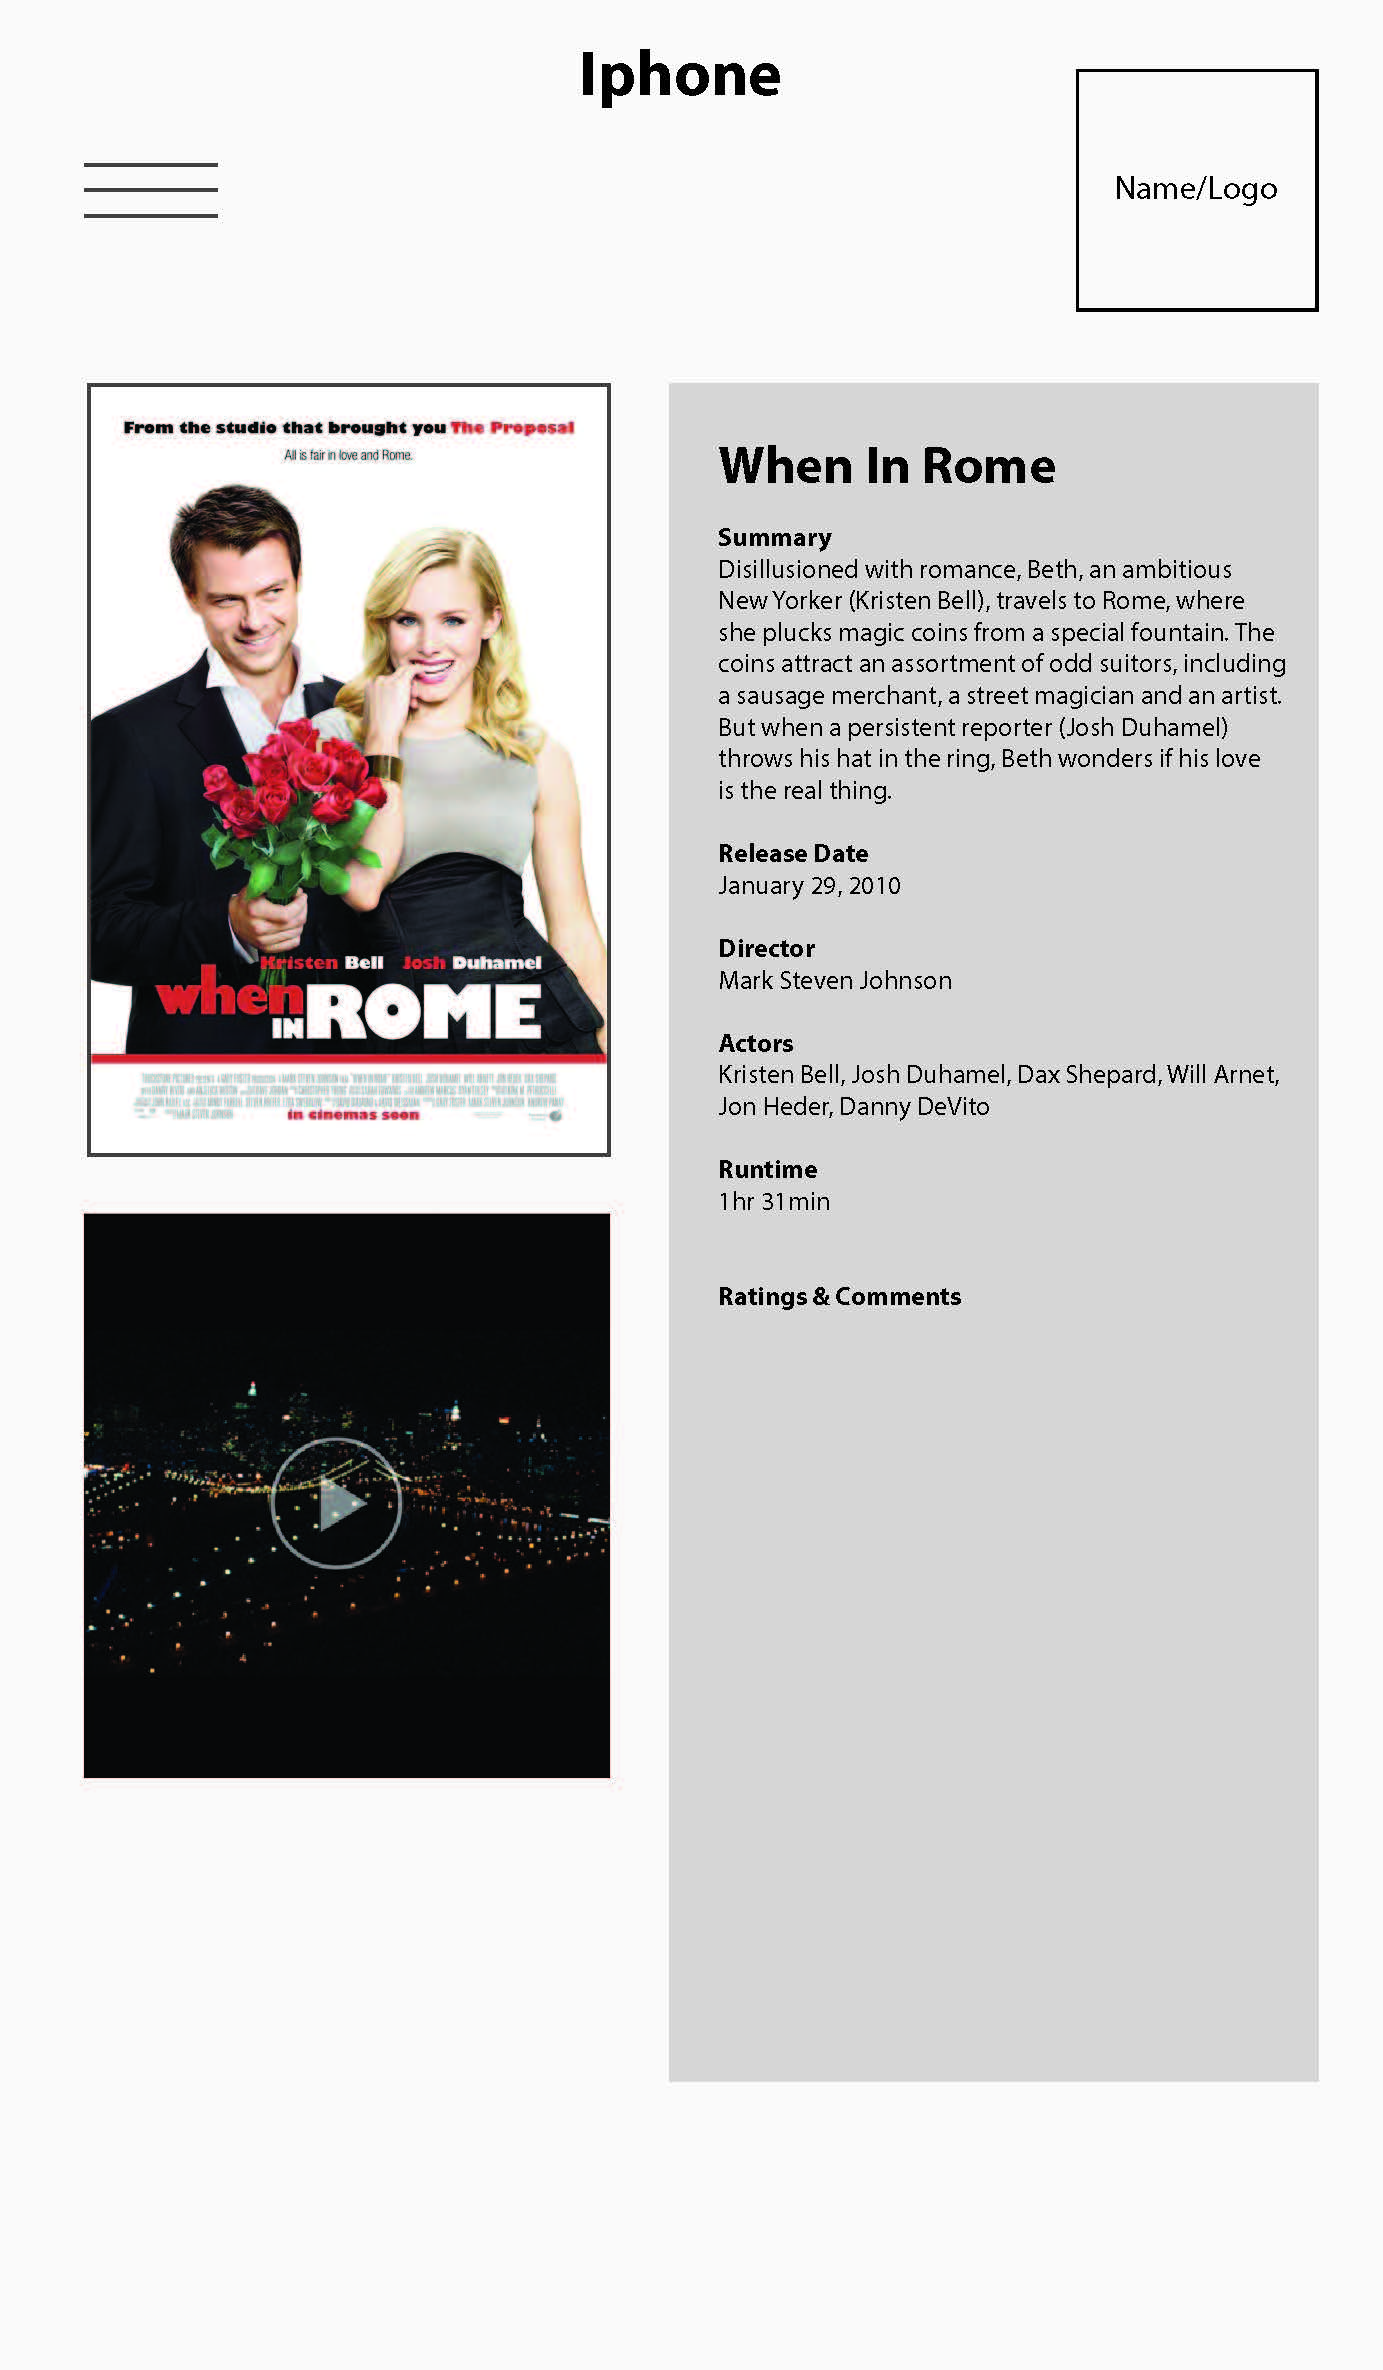 Iphone
Name/Logo
From the studio that brought you The Proposal
All is fair in love and Rome.
Kristen Bell Josh Duhamel
when
IN ROME
in cinemas soon
When In Rome
Summary
Disillusioned with romance, Beth, an ambitious
New Yorker (Kristen Bell), travels to Rome, where
she plucks magic coins from a special fountain. The
coins attract an assortment of odd suitors, including
a sausage merchant, a street magician and an artist.
But when a persistent reporter (Josh Duhamel)
throws his hat in the ring, Beth wonders if his love
is the real thing.
Release Date
January 29, 2010
Director
Mark Steven Johnson
Actors
Kristen Bell, Josh Duhamel, Dax Shepard, Will Arnet,
Jon Heder, Danny DeVito
Runtime
1hr 31min
Ratings & Comments